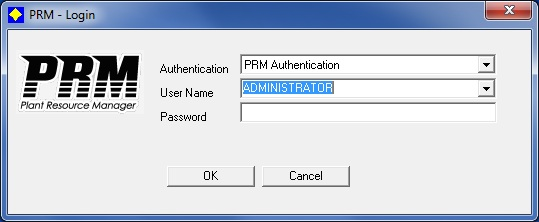 PRM - Login
PRM
Plant Resource Manager
Authentication PRM Authentication
User Name ADMINISTRATOR
Password
OK Cancel